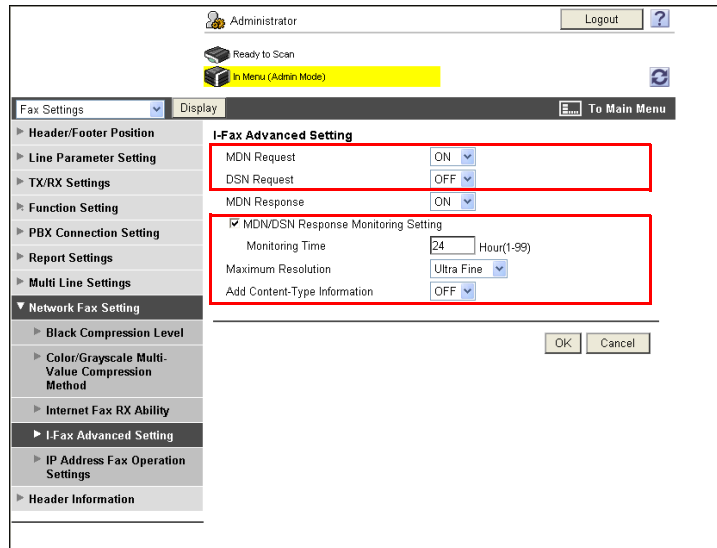 Administrator
Logout
?
Ready to Scan
In Menu (Admin Mode)
Fax Settings
Display
To Main Menu
Header/Footer Position
Line Parameter Setting
TX/RX Settings
Function Setting
PBX Connection Setting
Report Settings
Multi Line Settings
Network Fax Setting
Black Compression Level
Color/Grayscale Multi-
Value Compression
Method
Internet Fax RX Ability
I-Fax Advanced Setting
IP Address Fax Operation
Settings
Header Information
I-Fax Advanced Setting
MDN Request ON
DSN Request OFF
MDN Response ON
MDN/DSN Response Monitoring Setting
Monitoring Time 24 Hour(1-99)
Maximum Resolution Ultra Fine
Add Content-Type Information OFF
OK Cancel